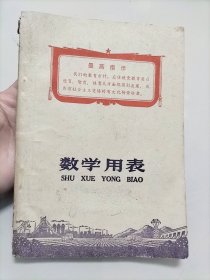 最高指示
我们的教育方针，应该使受教育者在
德育、智育、体育几方面都得到发展，成
为有社会主义觉悟的有文化的劳动者。
数学用表
SHU XUE YONG BIAO